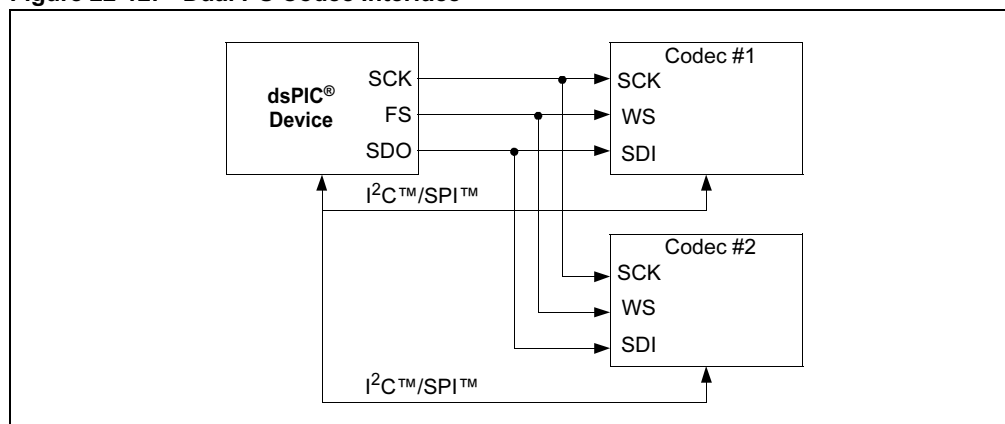 dsPIC®
Device
SCK
FS
SDO
Codec #1
SCK
WS
SDI
I²C™/SPI™
Codec #2
SCK
WS
SDI
I²C™/SPI™